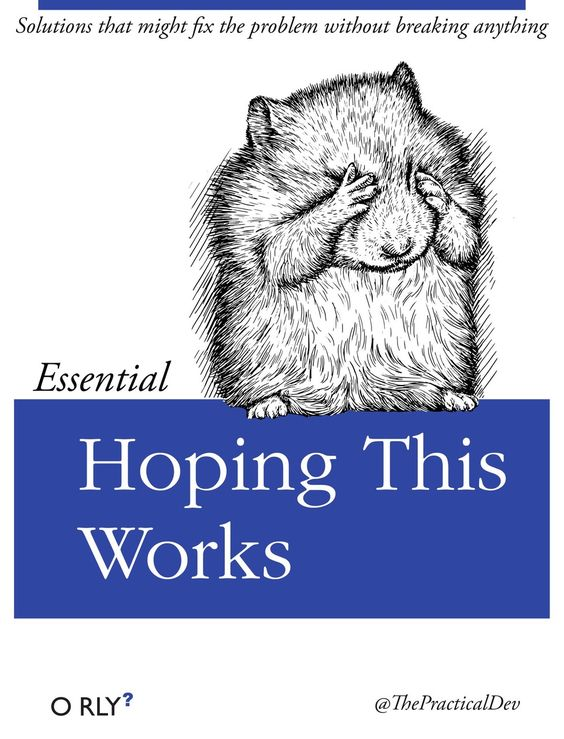 Solutions that might fix the problem without breaking anything
Essential
Hoping This
Works
O RLY?
@ThePracticalDev